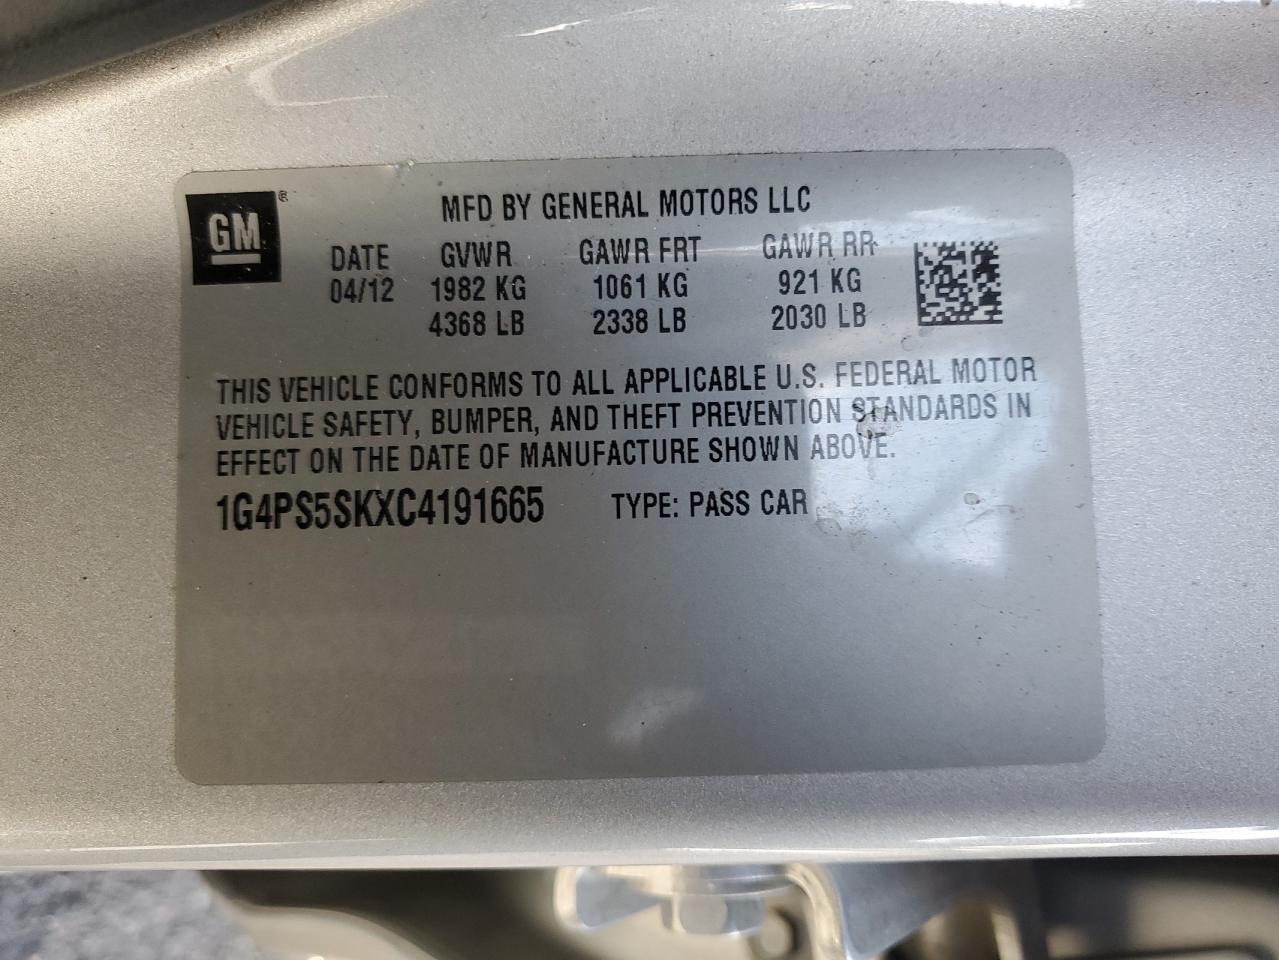 GM ®
MFD BY GENERAL MOTORS LLC
DATE GVWR GAWR FRT GAWR RR
04/12 1982 KG 1061 KG 921 KG
4368 LB 2338 LB 2030 LB
THIS VEHICLE CONFORMS TO ALL APPLICABLE U.S. FEDERAL MOTOR
VEHICLE SAFETY, BUMPER, AND THEFT PREVENTION STANDARDS IN
EFFECT ON THE DATE OF MANUFACTURE SHOWN ABOVE.
1G4PS5SKXC4191665 TYPE: PASS CAR